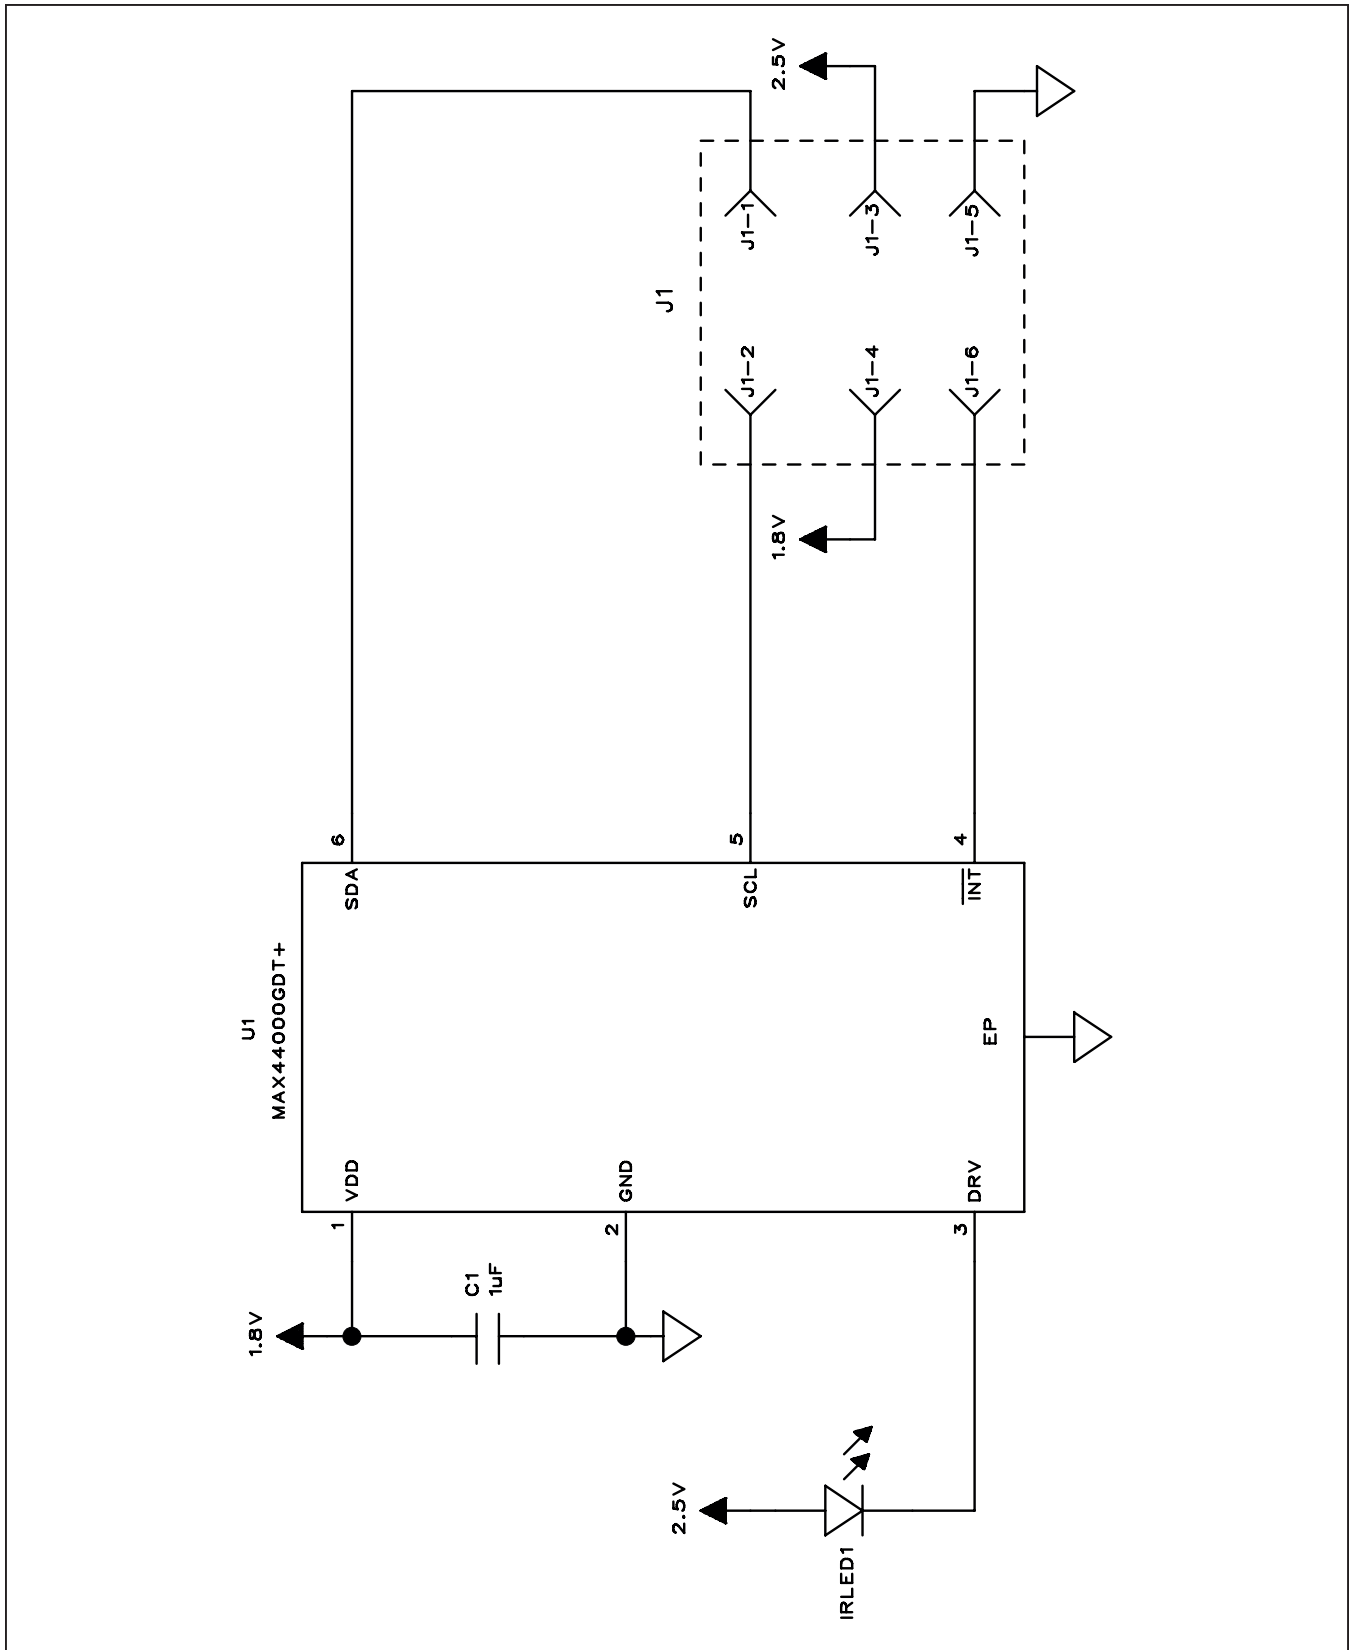 U1
MAX44000GDT+
1.8V
1
VDD
SDA
6
C1
1uF
2
GND
2.5V
IRLED1
3
DRV
EP
SCL
5
INT
4
J1
1.8V
2.5V
J1-2
J1-1
J1-4
J1-3
J1-6
J1-5